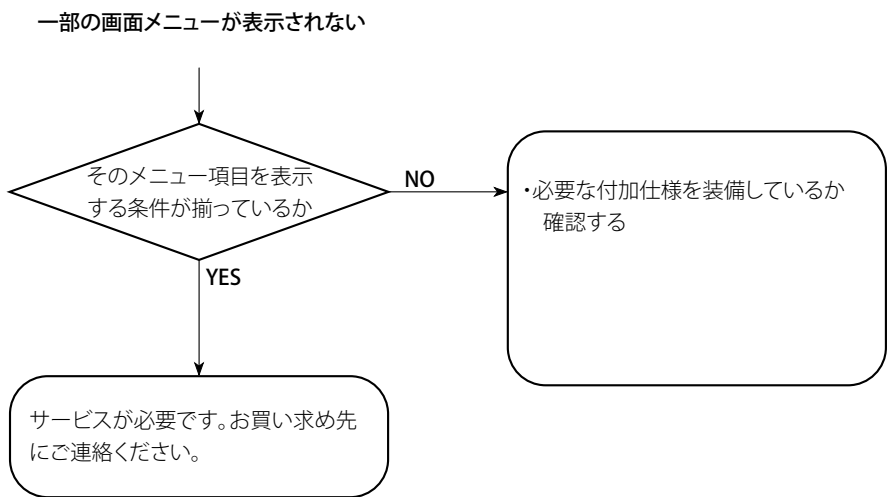 一部の画面メニューが表示されない
そのメニュー項目を表示
する条件が揃っているか
NO
・必要な付加仕様を装備しているか
確認する
YES
サービスが必要です。お買い求め先
にご連絡ください。